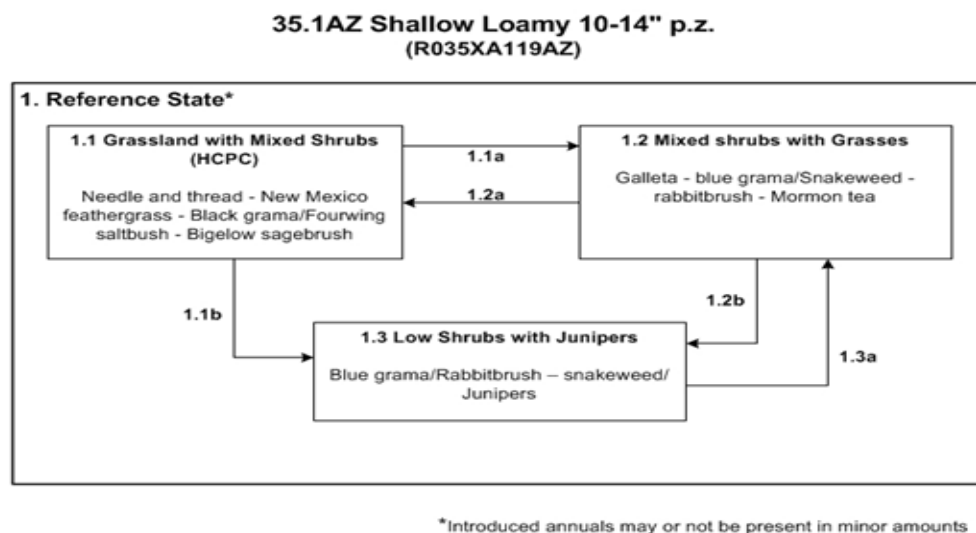 35.1AZ Shallow Loamy 10-14" p.z.
(R035XA119AZ)
1. Reference State*
1.1 Grassland with Mixed Shrubs
(HCPC)
Needle and thread - New Mexico
feathergrass - Black grama/Fourwing
saltbush - Bigelow sagebrush
1.1a
1.2a
1.2 Mixed shrubs with Grasses
Galleta - blue grama/Snakeweed -
rabbitbrush - Mormon tea
1.1b
1.2b
1.3a
1.3 Low Shrubs with Junipers
Blue grama/Rabbitbrush – snakeweed/
Junipers
*Introduced annuals may or not be present in minor amounts